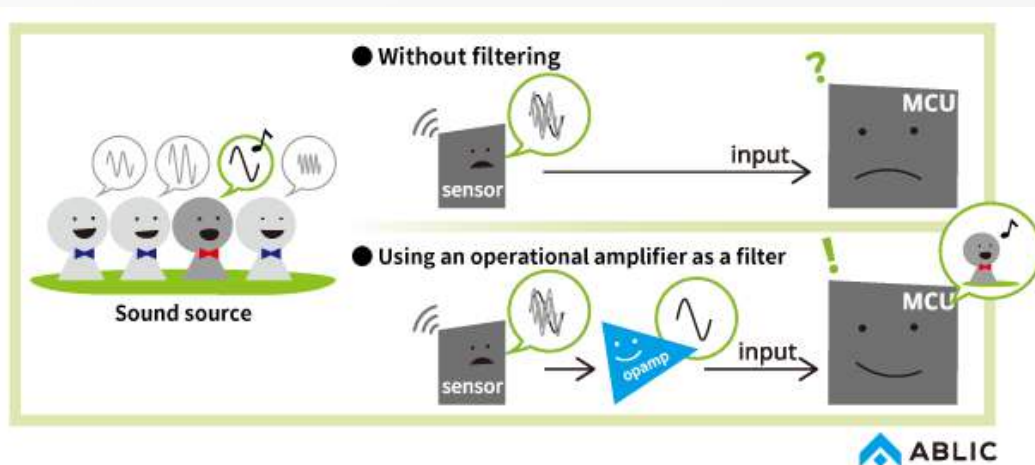 ● Without filtering
?
MCU
input
sensor
Sound source
● Using an operational amplifier as a filter
!
MCU
opamp
input
sensor
ABLIC